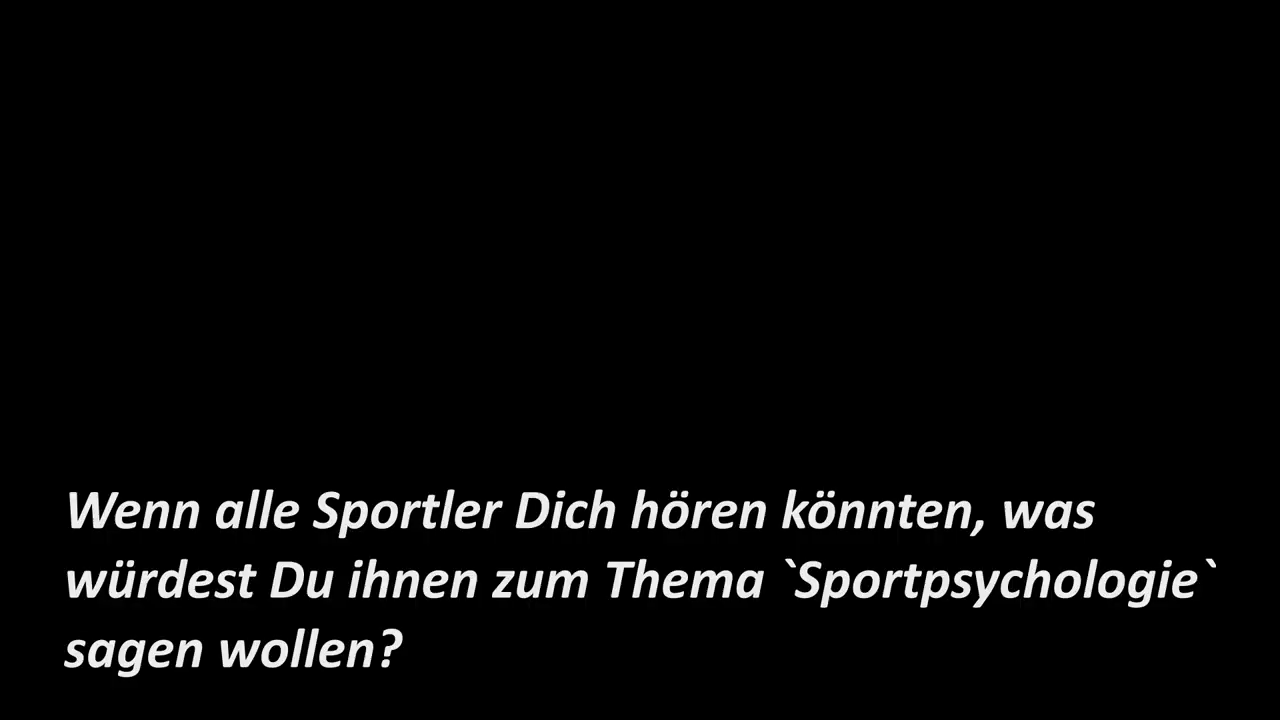 Wenn alle Sportler Dich hören könnten, was
würdest Du ihnen zum Thema `Sportpsychologie`
sagen wollen?